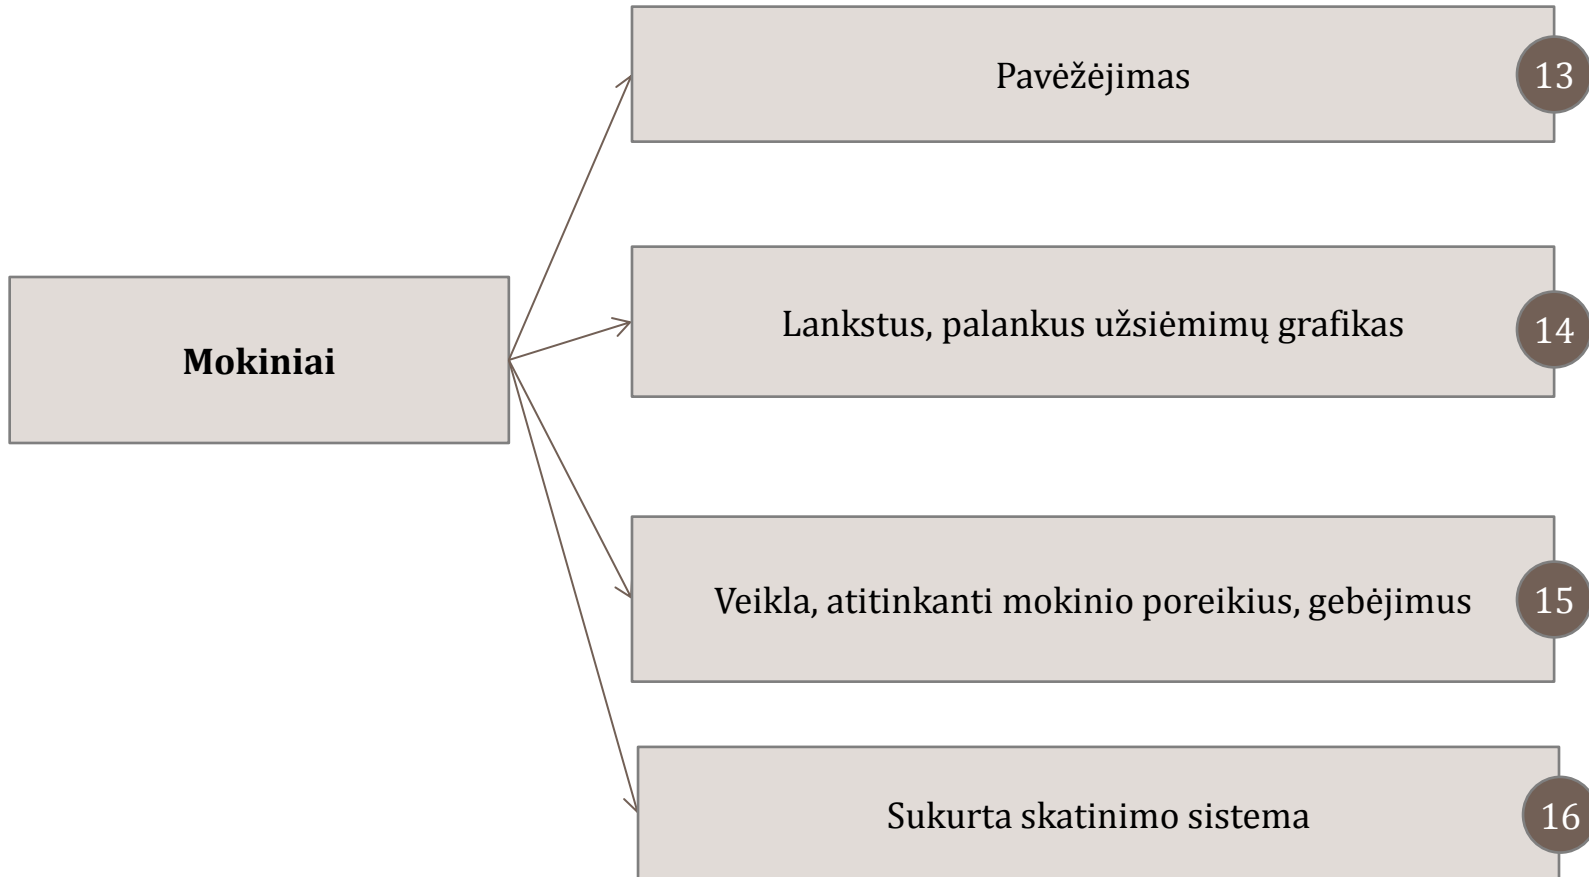 Pavėžėjimas
13
Lankstus, palankus užsiėmimų grafikas
14
Mokiniai
Veikla, atitinkanti mokinio poreikius, gebėjimus
15
Sukurta skatinimo sistema
16